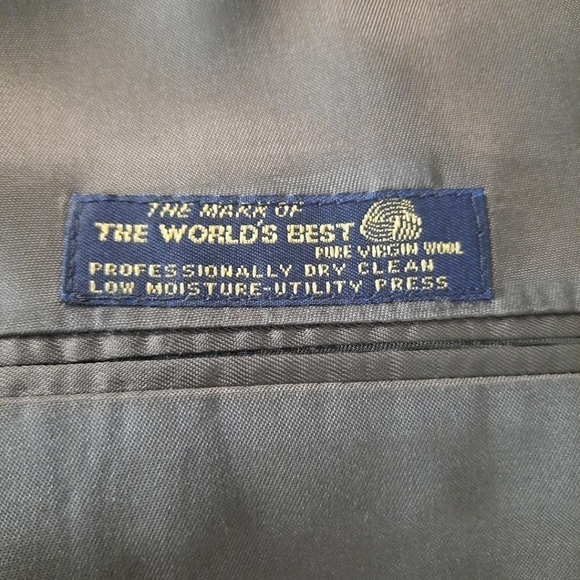 THE MARK OF
THE WORLD'S BEST
PURE VIRGIN WOOL
PROFESSIONALLY DRY CLEAN
LOW MOISTURE-UTILITY PRESS